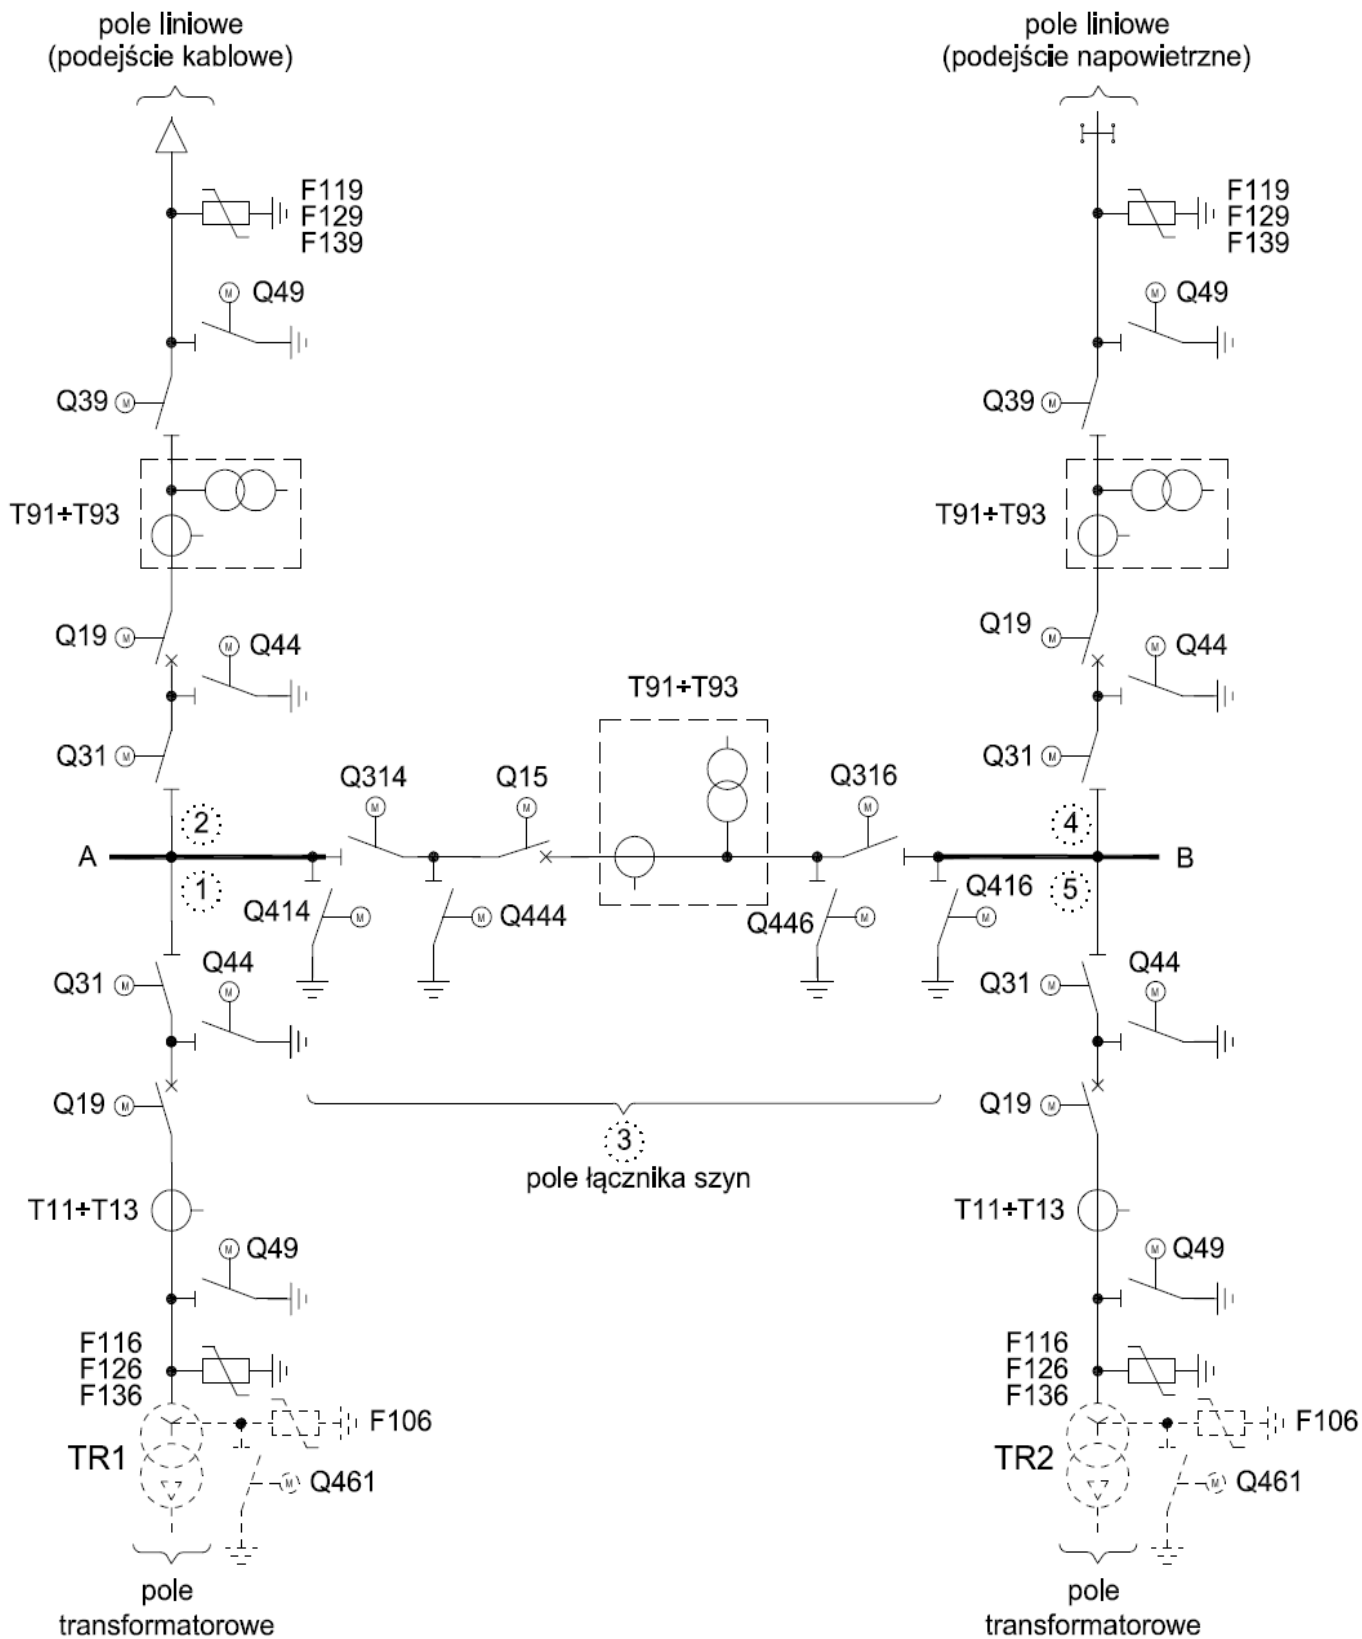 pole liniowe
(podejście kablowe)
pole liniowe
(podejście napowietrzne)
F119
F129
F139
F119
F129
F139
M Q49
M Q49
Q39 M
Q39 M
T91÷T93
T91÷T93
Q19 M
M Q44
Q19 M
M Q44
T91÷T93
Q31 M
Q31 M
Q314
M
Q15
M
Q316
M
2
4
A
B
1
5
Q414 M
M Q444
Q446 M
Q416
M
Q31 M
Q44
M
Q31 M
Q44
M
Q19 M
Q19 M
3
pole łącznika szyn
T11÷T13
T11÷T13
M Q49
M Q49
F116
F126
F136
F116
F126
F136
F106
F106
TR1
TR2
M Q461
M Q461
pole
transformatorowe
pole
transformatorowe